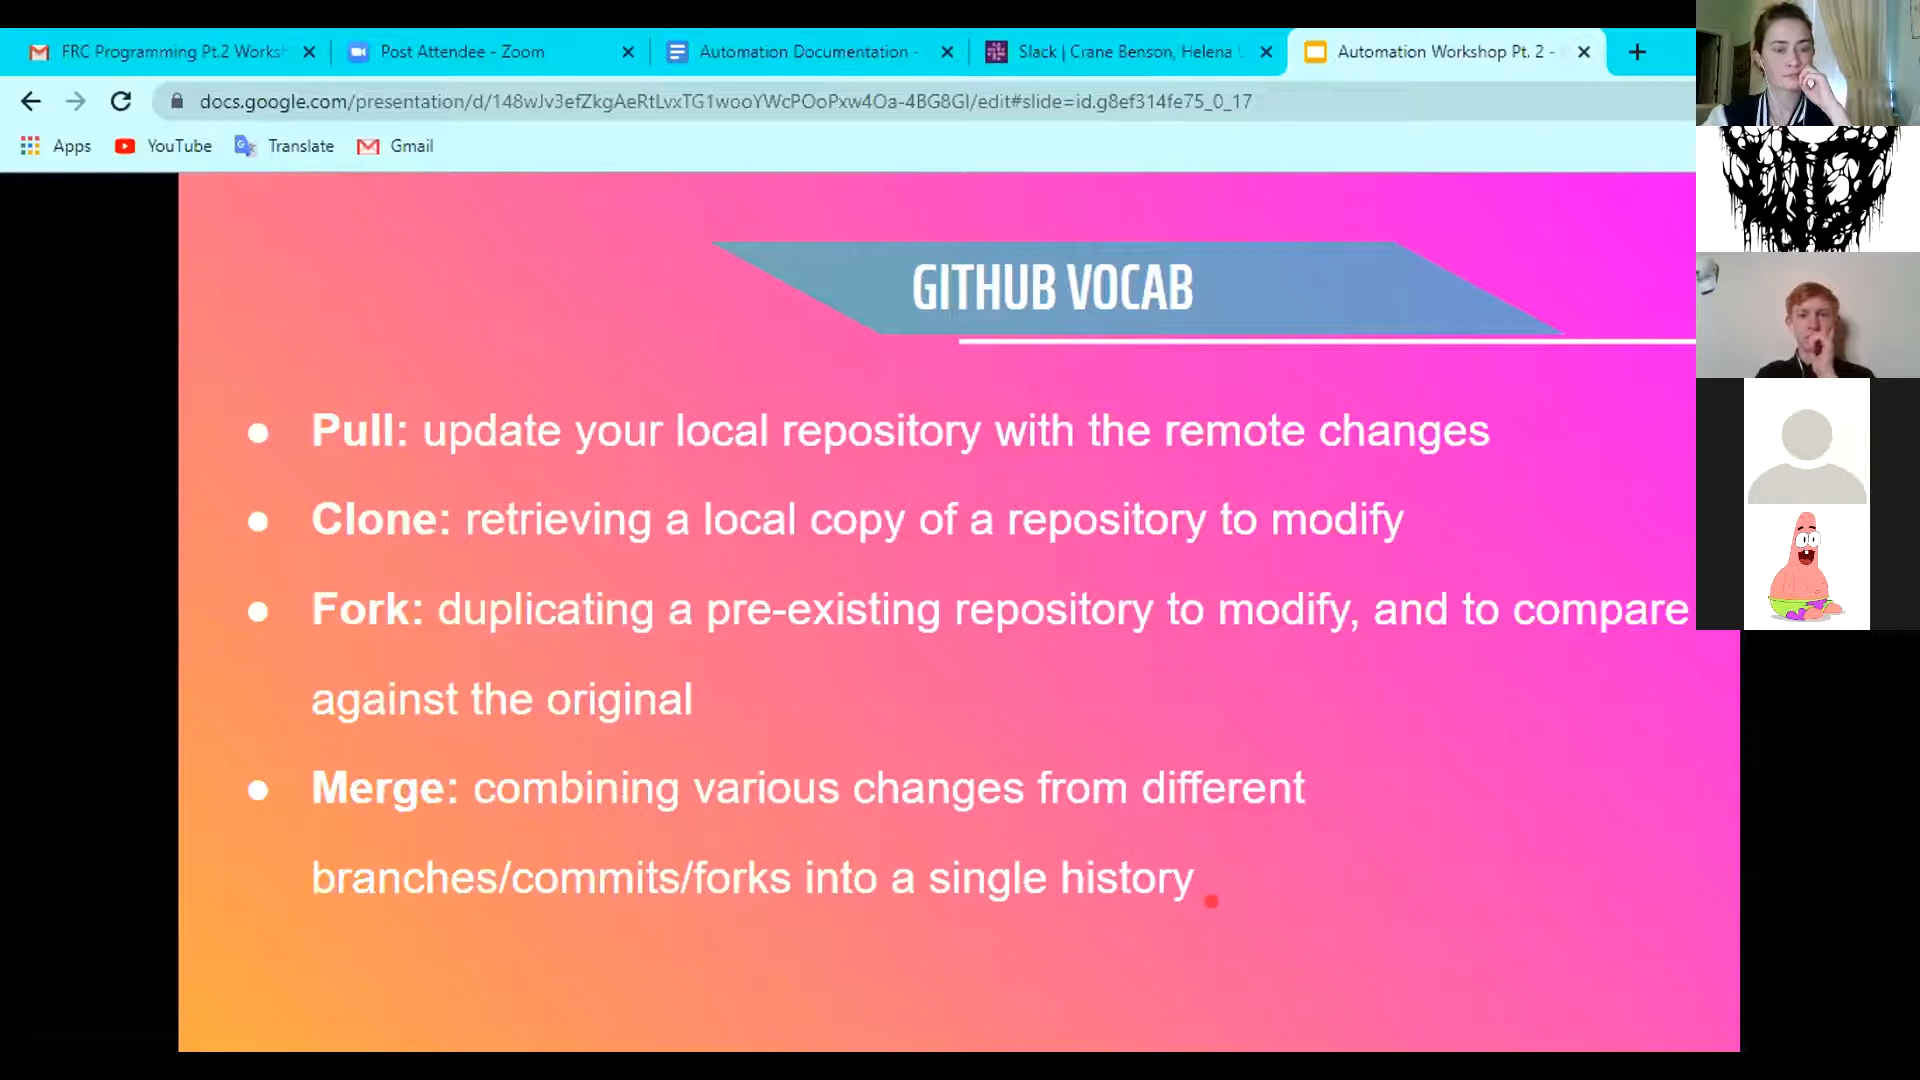 FRC Programming Pt.2 Works
Post Attendee - Zoom
Automation Documentation -
Slack | Crane Benson, Helena
Automation Workshop Pt. 2 -
docs.google.com/presentation/d/148wJv3efZkgAeRtLvxTG1wooYWcPOoPxw4Oa-4BG8GI/edit#slide=id.g8ef314fe75_0_17
Apps
YouTube
Translate
Gmail
GITHUB VOCAB
● Pull: update your local repository with the remote changes
● Clone: retrieving a local copy of a repository to modify
● Fork: duplicating a pre-existing repository to modify, and to compare
against the original
● Merge: combining various changes from different
branches/commits/forks into a single history